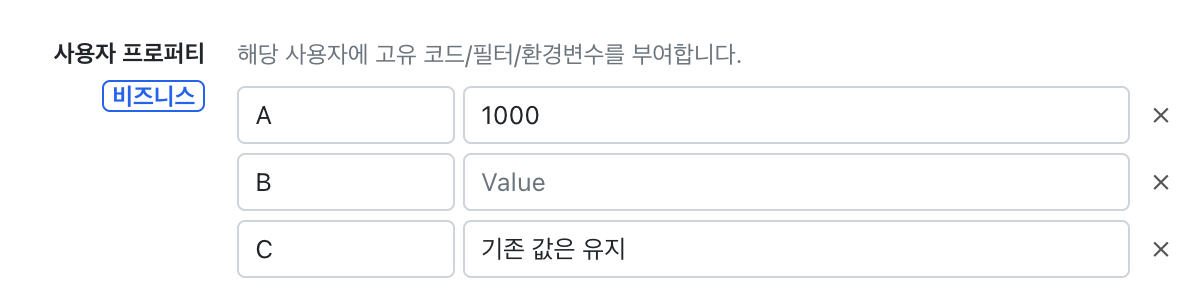 사용자 프로퍼티 해당 사용자에 고유 코드/필터/환경변수를 부여합니다.
비즈니스
A 1000 ×
B Value ×
C 기존 값은 유지 ×